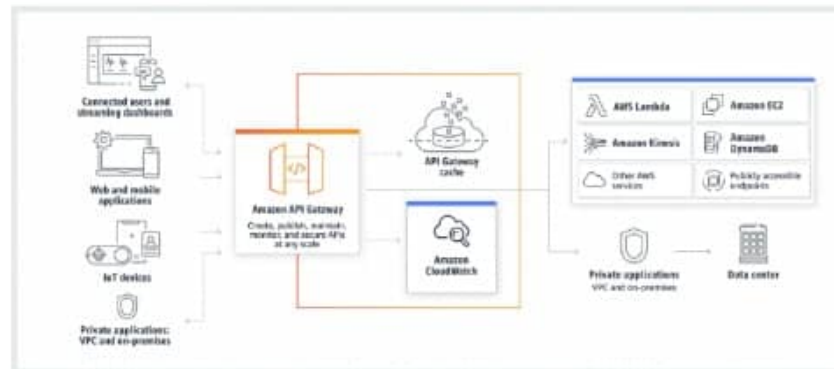 Connected users and
streaming dashboards
Web and mobile
applications
IoT devices
Private applications:
VPC and on-premises
Amazon API Gateway
Create, publish, maintain,
monitor, and secure APIs
at any scale
API Gateway
cache
Amazon
CloudWatch
AWS Lambda
Amazon EC2
Amazon Kinesis
Amazon
DynamoDB
Other AWS
services
Publicly accessible
endpoints
Private applications
VPC and on-premises
Data center